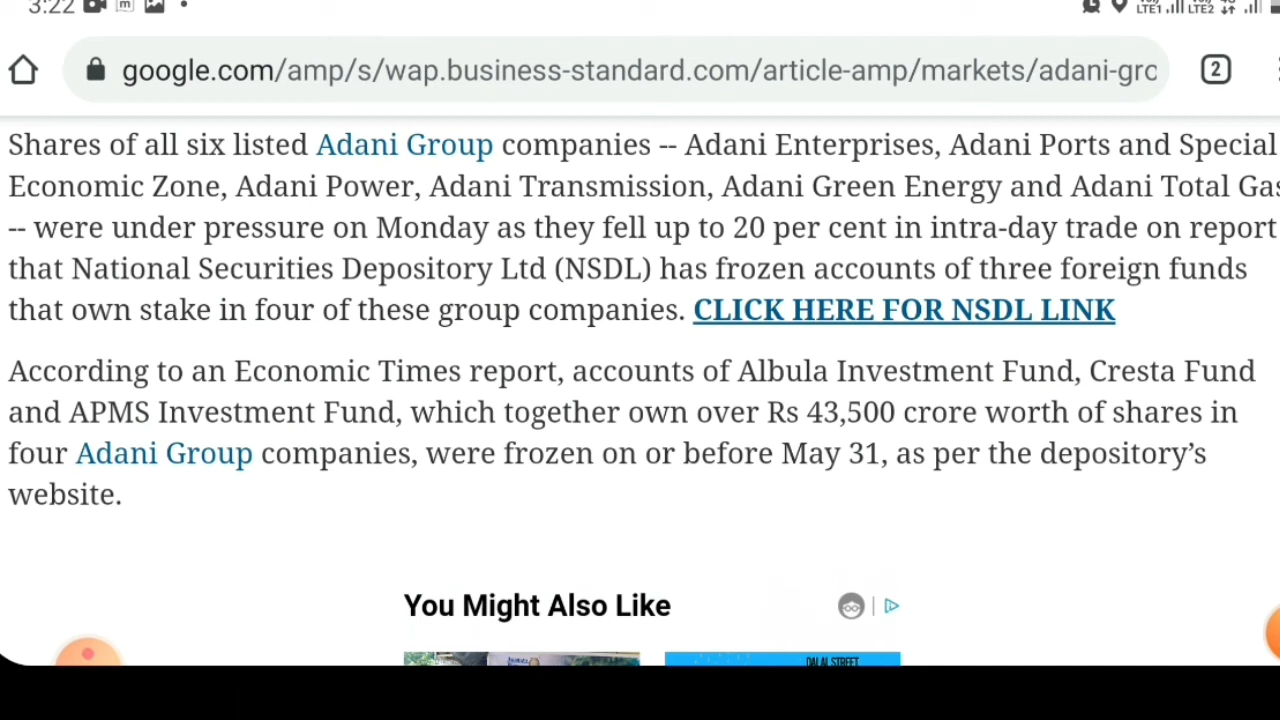 3:22
LTE1 LTE2
google.com/amp/s/wap.business-standard.com/article-amp/markets/adani-grc
2
Shares of all six listed Adani Group companies -- Adani Enterprises, Adani Ports and Special
Economic Zone, Adani Power, Adani Transmission, Adani Green Energy and Adani Total Gas
-- were under pressure on Monday as they fell up to 20 per cent in intra-day trade on report
that National Securities Depository Ltd (NSDL) has frozen accounts of three foreign funds
that own stake in four of these group companies. CLICK HERE FOR NSDL LINK
According to an Economic Times report, accounts of Albula Investment Fund, Cresta Fund
and APMS Investment Fund, which together own over Rs 43,500 crore worth of shares in
four Adani Group companies, were frozen on or before May 31, as per the depository’s
website.
You Might Also Like
DALAL STREET